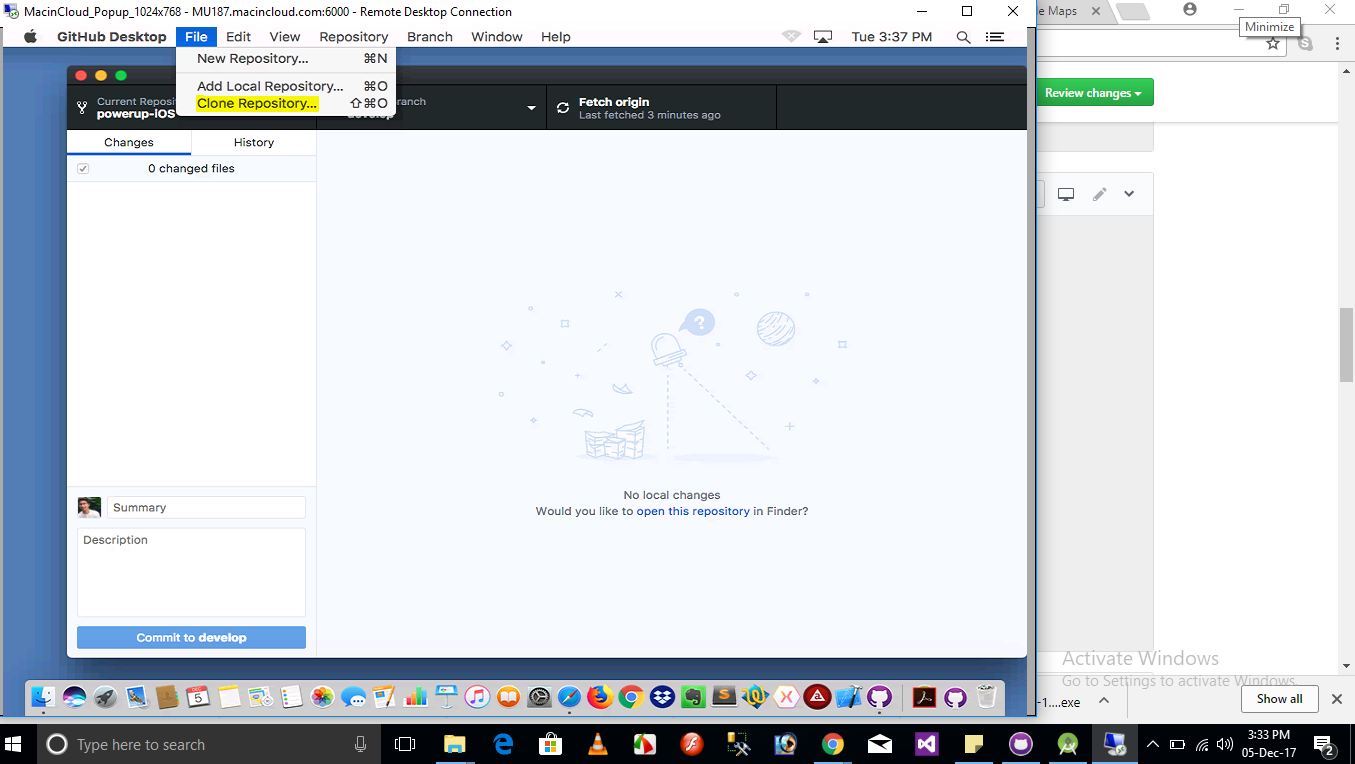 MacinCloud_Popup_1024x768 - MU187.macincloud.com:6000 - Remote Desktop Connection
e Maps
Minimize
GitHub Desktop File Edit View Repository Branch Window Help Tue 3:37 PM
New Repository... ⌘N
Add Local Repository... ⌘O
Clone Repository... ⇧⌘O
Current Reposi
powerup-iOS
ranch
develop
Fetch origin
Last fetched 3 minutes ago
Review changes
Changes History
0 changed files
?
No local changes
Would you like to open this repository in Finder?
Summary
Description
Commit to develop
Activate Windows
Go to Settings to activate Windows.
5
-1....exe
Show all
Type here to search
3:33 PM
05-Dec-17
2